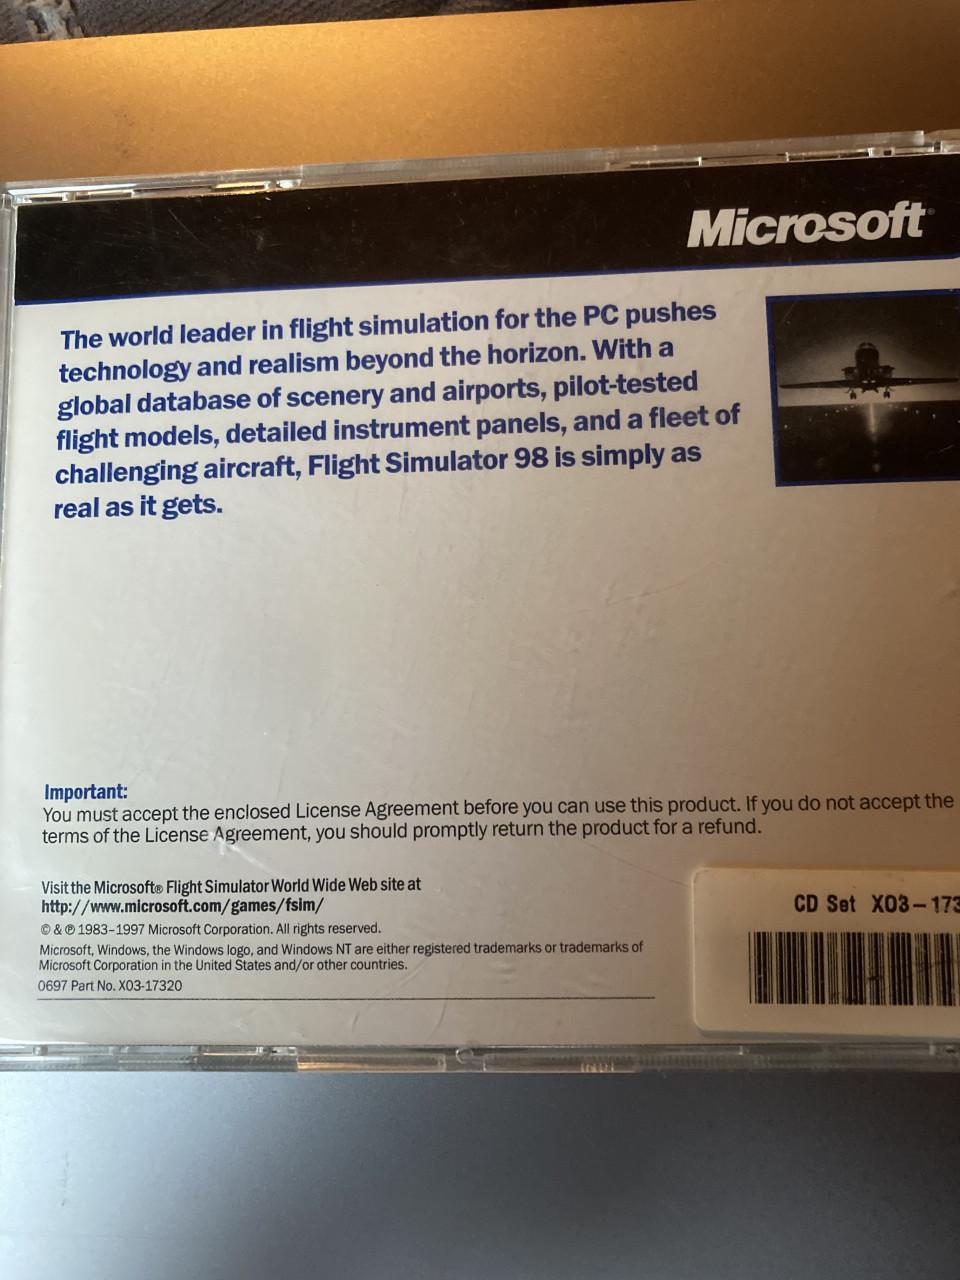 Microsoft®
The world leader in flight simulation for the PC pushes
technology and realism beyond the horizon. With a
global database of scenery and airports, pilot-tested
flight models, detailed instrument panels, and a fleet of
challenging aircraft, Flight Simulator 98 is simply as
real as it gets.
Important:
You must accept the enclosed License Agreement before you can use this product. If you do not accept the
terms of the License Agreement, you should promptly return the product for a refund.
Visit the Microsoft® Flight Simulator World Wide Web site at
http://www.microsoft.com/games/fsim/
© & ℗ 1983–1997 Microsoft Corporation. All rights reserved.
Microsoft, Windows, the Windows logo, and Windows NT are either registered trademarks or trademarks of
Microsoft Corporation in the United States and/or other countries.
0697 Part No. X03-17320
CD Set X03-173